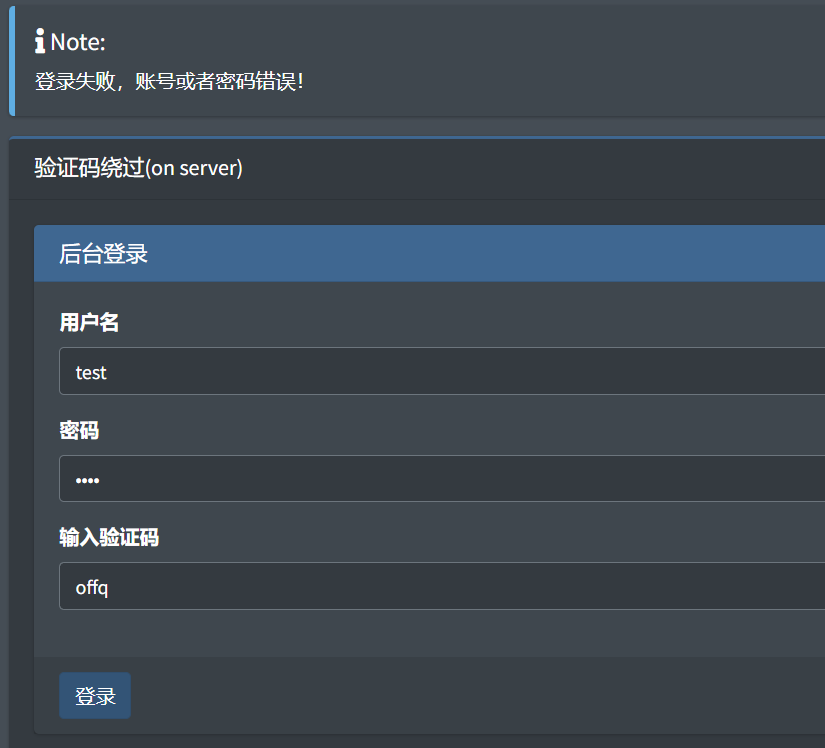 Note:
登录失败，账号或者密码错误！
验证码绕过(on server)
后台登录
用户名
test
密码
••••
输入验证码
offq
登录